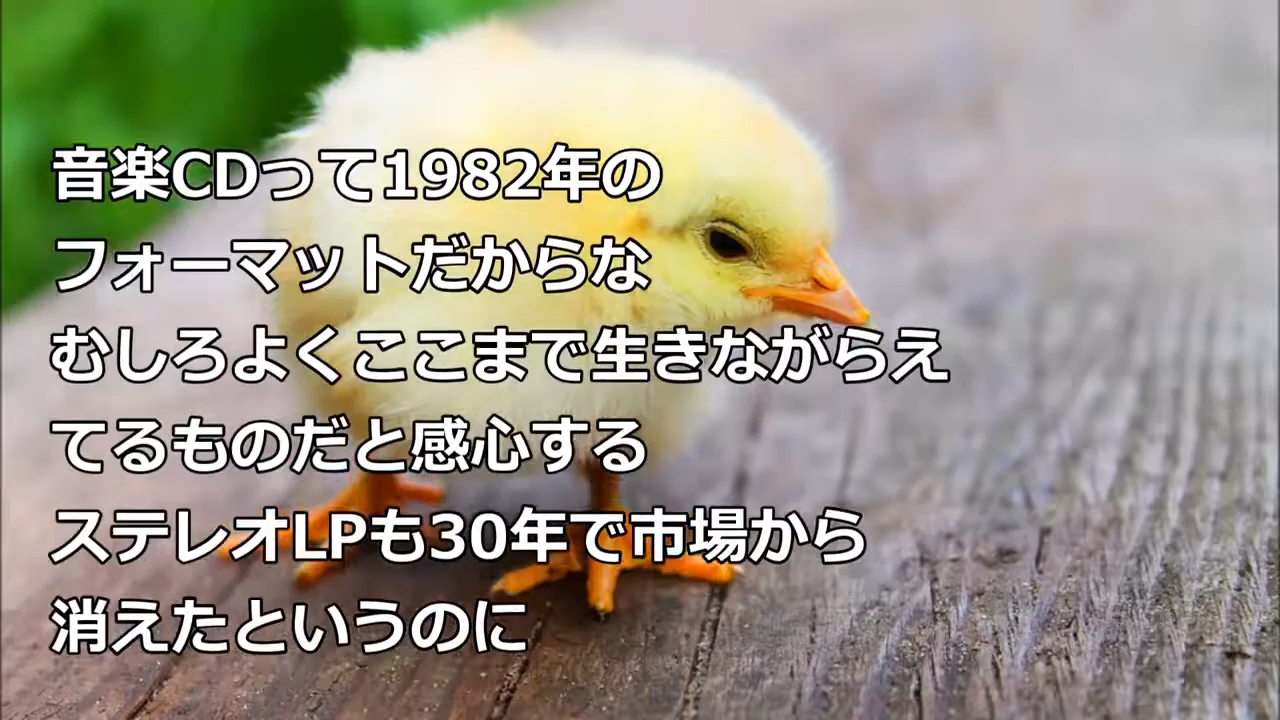 音楽CDって1982年の
フォーマットだからな
むしろよくここまで生きながらえ
てるものだと感心する
ステレオLPも30年で市場から
消えたというのに